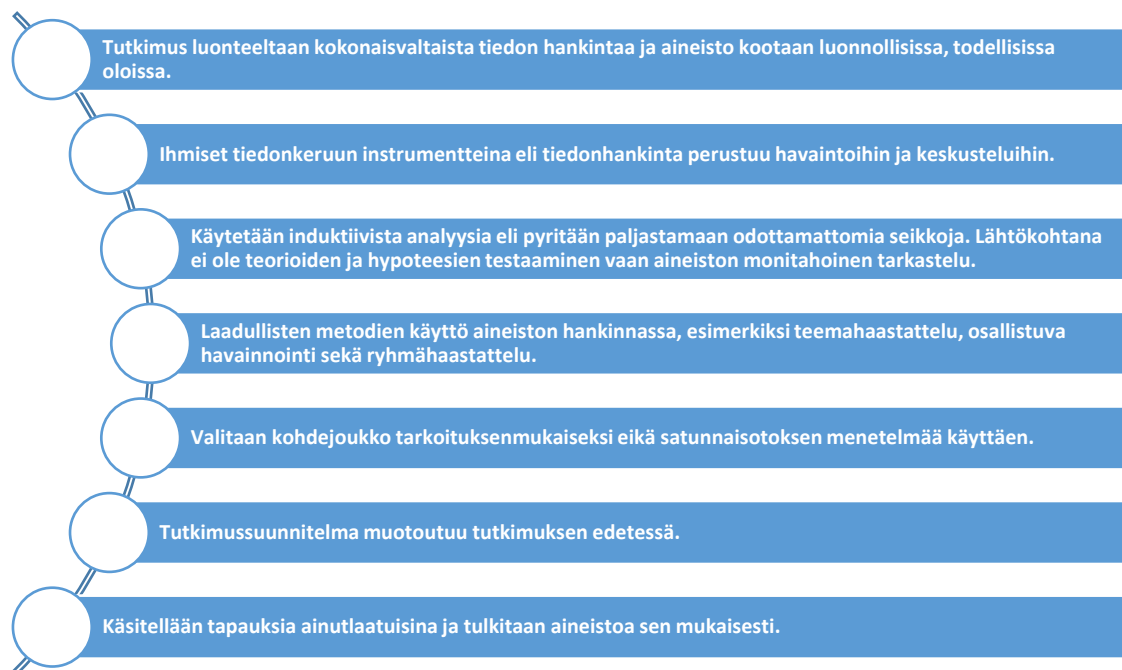 Tutkimus luonteeltaan kokonaisvaltaista tiedon hankintaa ja aineisto kootaan luonnollisissa, todellisissa
oloissa.
Ihmiset tiedonkeruun instrumentteina eli tiedonhankinta perustuu havaintoihin ja keskusteluihin.
Käytetään induktiivista analyysia eli pyritään paljastamaan odottamattomia seikkoja. Lähtökohtana
ei ole teorioiden ja hypoteesien testaaminen vaan aineiston monitahoinen tarkastelu.
Laadullisten metodien käyttö aineiston hankinnassa, esimerkiksi teemahaastattelu, osallistuva
havainnointi sekä ryhmähaastattelu.
Valitaan kohdejoukko tarkoituksenmukaiseksi eikä satunnaisotoksen menetelmää käyttäen.
Tutkimussuunnitelma muotoutuu tutkimuksen edetessä.
Käsitellään tapauksia ainutlaatuisina ja tulkitaan aineistoa sen mukaisesti.